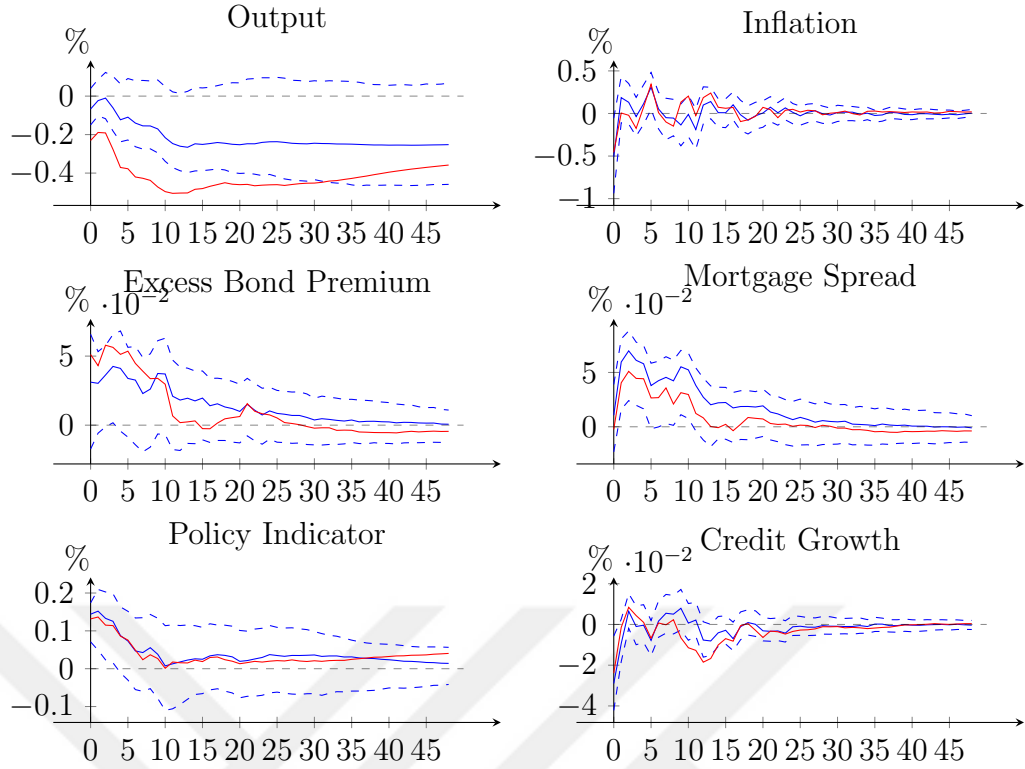 Output
%
0
−0.2
−0.4
0 5 10 15 20 25 30 35 40 45
Inflation
%
0.5
0
−0.5
−1
0 5 10 15 20 25 30 35 40 45
Excess Bond Premium
% ·10−2
5
0
0 5 10 15 20 25 30 35 40 45
Mortgage Spread
% ·10−2
5
0
0 5 10 15 20 25 30 35 40 45
Policy Indicator
%
0.2
0.1
0
−0.1
0 5 10 15 20 25 30 35 40 45
Credit Growth
% ·10−2
2
0
−2
−4
0 5 10 15 20 25 30 35 40 45